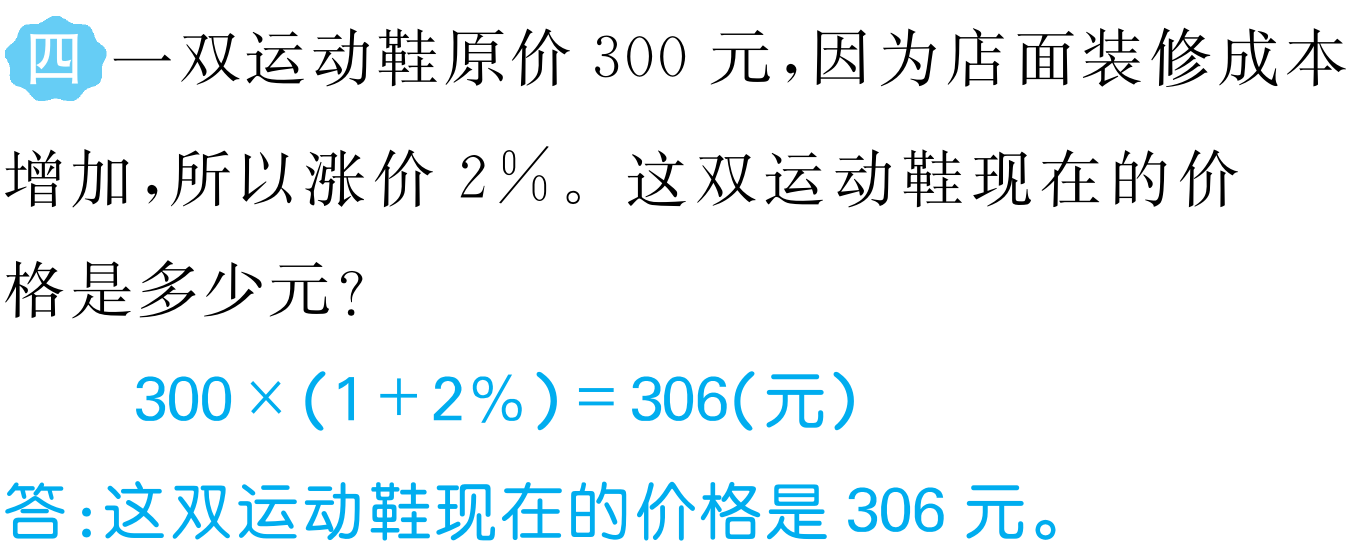 四 一双运动鞋原价 300 元,因为店面装修成本
增加,所以涨价 2%。这双运动鞋现在的价
格是多少元?
300×(1+2%)=306(元)
答:这双运动鞋现在的价格是 306 元。